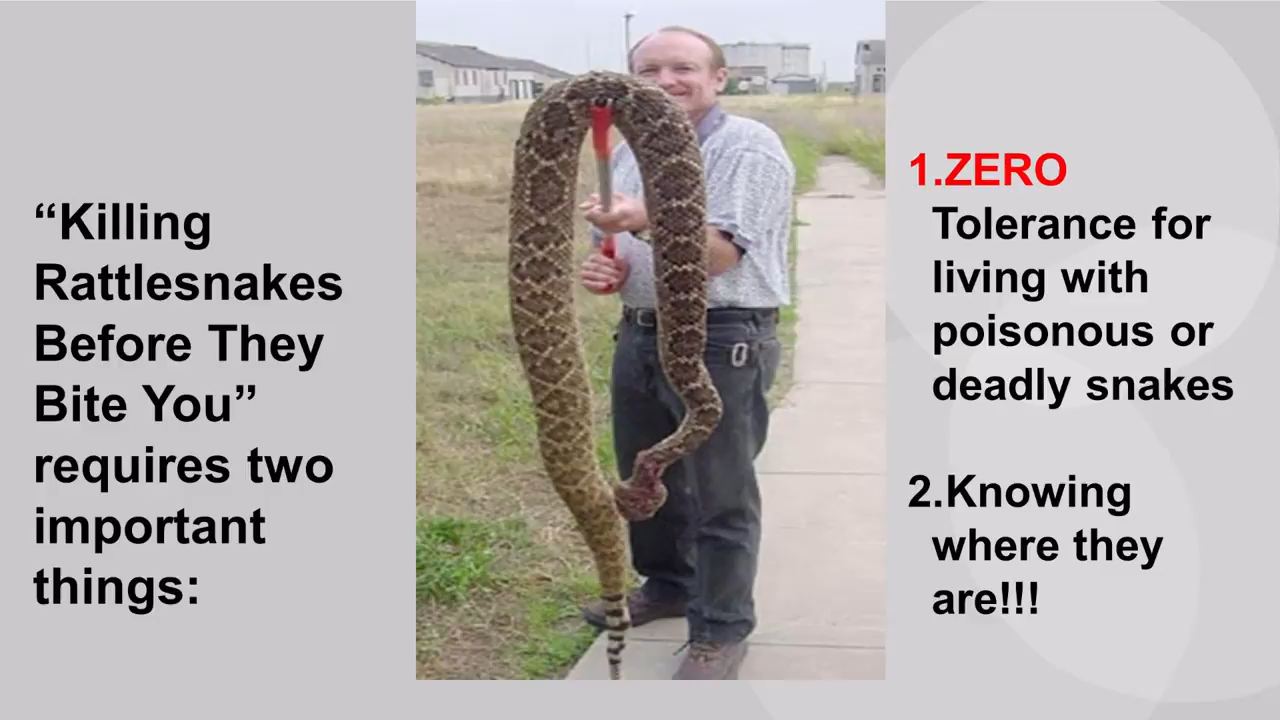 “Killing
Rattlesnakes
Before They
Bite You”
requires two
important
things:
1.ZERO
Tolerance for
living with
poisonous or
deadly snakes
2.Knowing
where they
are!!!